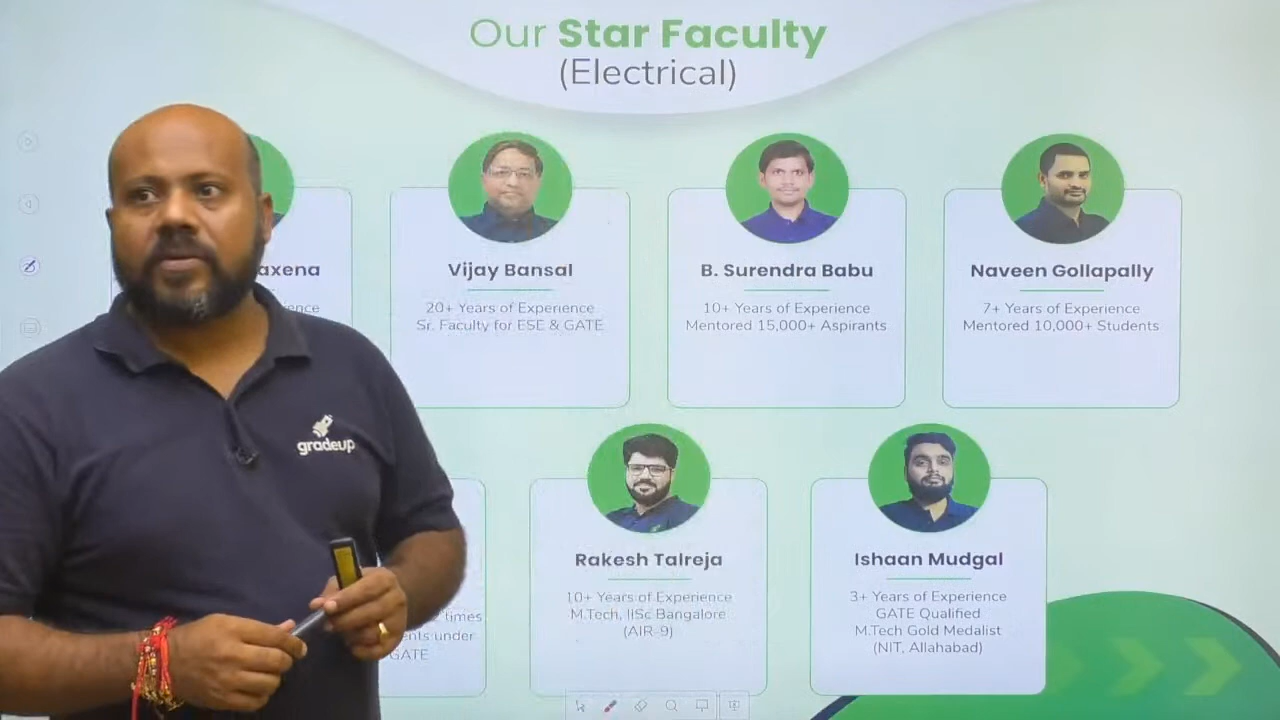 Our Star Faculty
(Electrical)
axena
Vijay Bansal
20+ Years of Experience
Sr. Faculty for ESE & GATE
B. Surendra Babu
10+ Years of Experience
Mentored 15,000+ Aspirants
Naveen Gollapally
7+ Years of Experience
Mentored 10,000+ Students
gradeup
times
under
GATE
Rakesh Talreja
10+ Years of Experience
M.Tech, IISc Bangalore
(AIR-9)
Ishaan Mudgal
3+ Years of Experience
GATE Qualified
M.Tech Gold Medalist
(NIT, Allahabad)